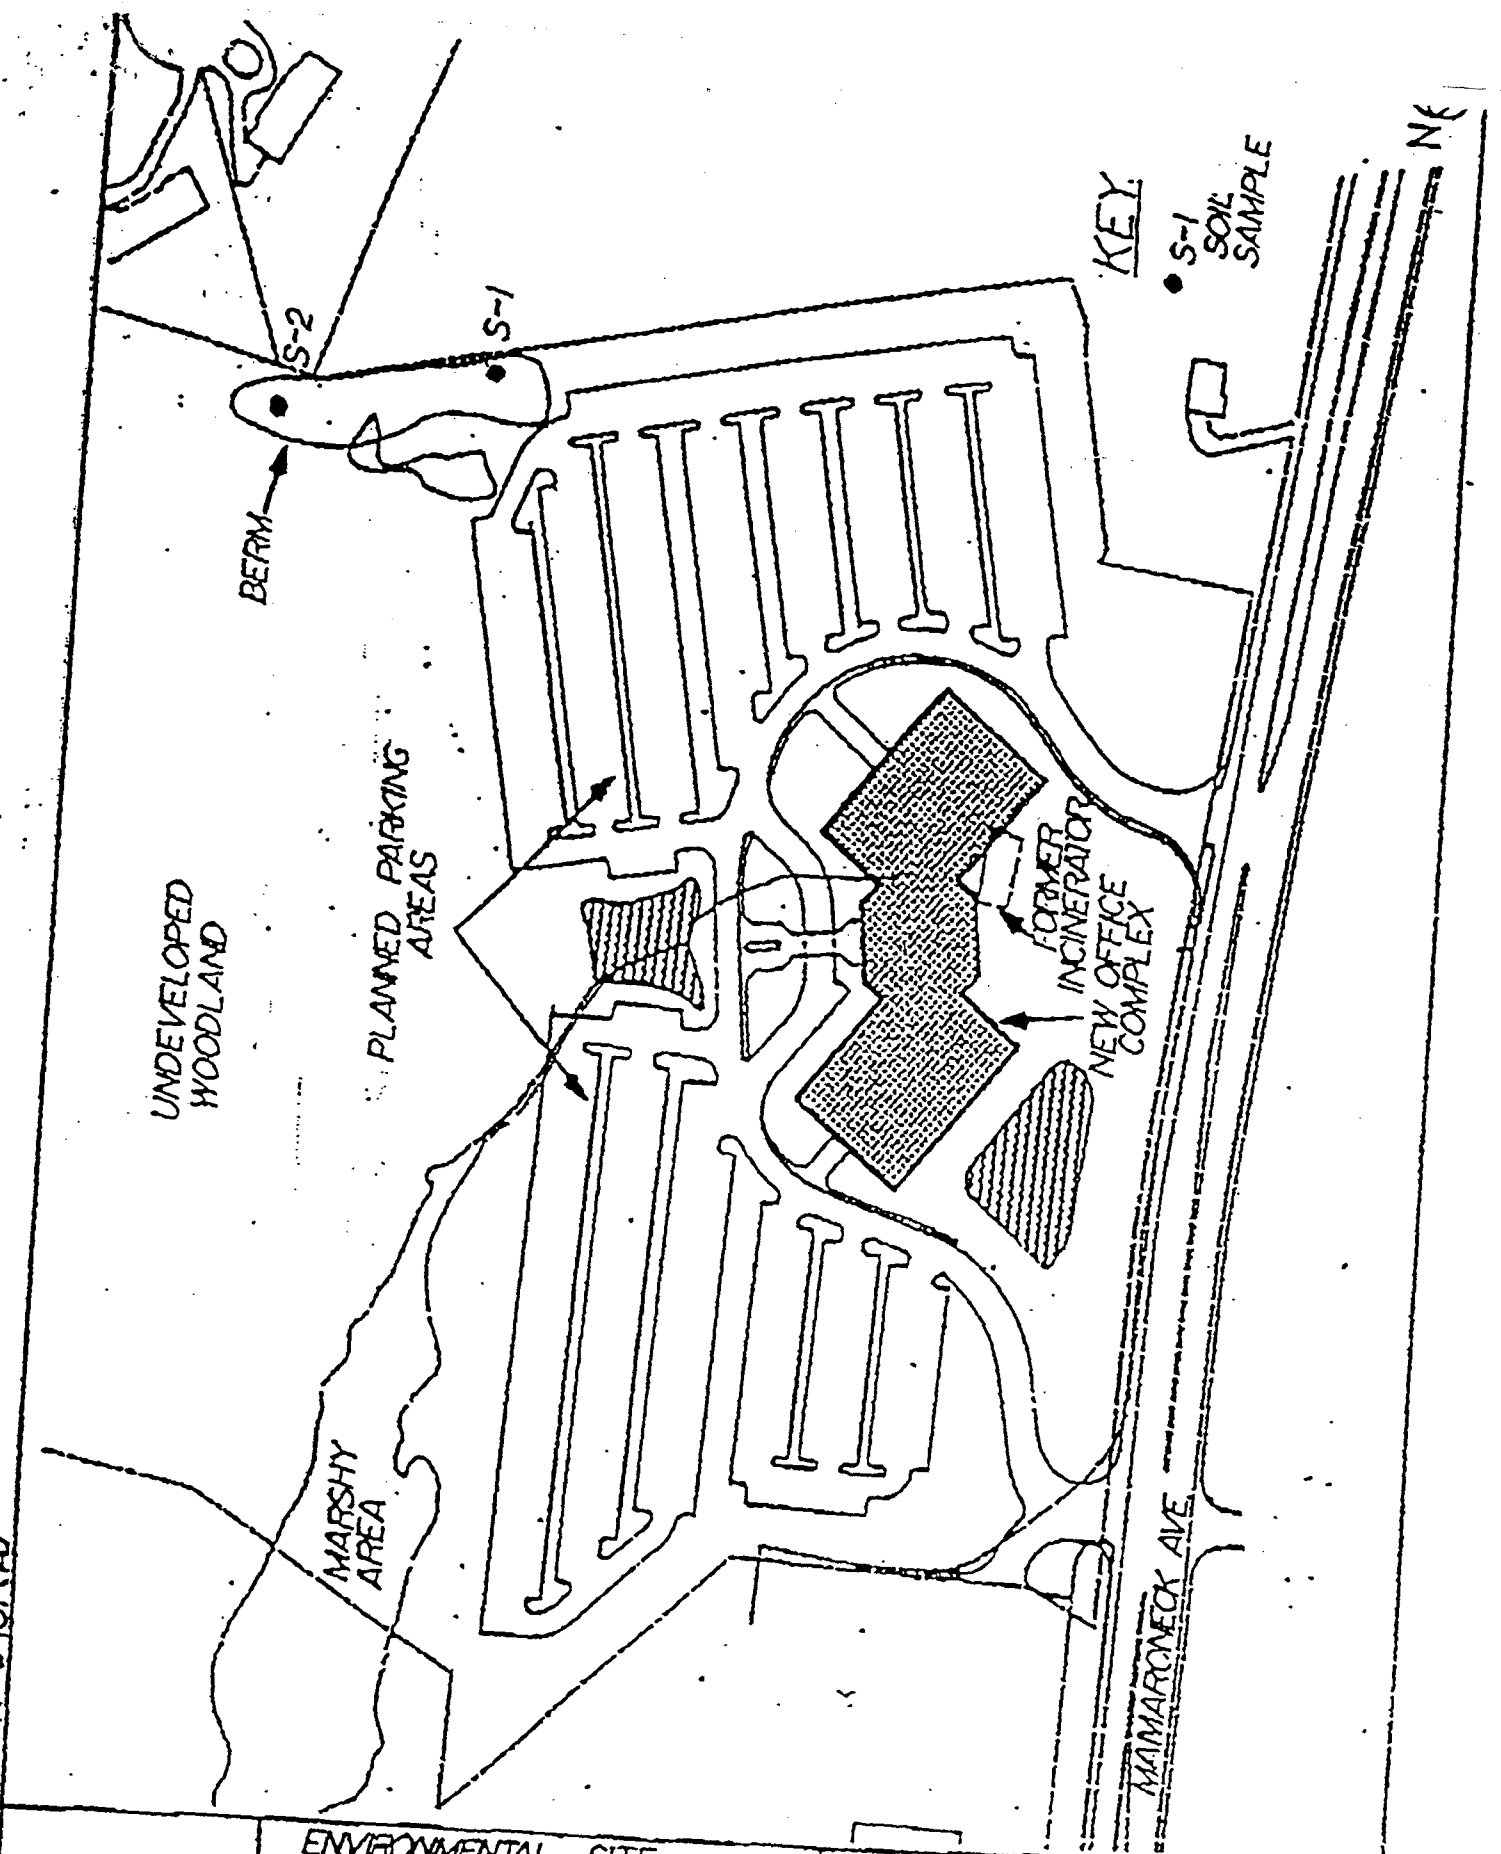 S-2
S-1
BERM
KEY
S-1
SOIL
SAMPLE
UNDEVELOPED
WOODLAND
PLANNED PARKING
AREAS
FORMER
INCINERATOR
NEW OFFICE
COMPLEX
MARSHY
AREA
MAMARONECK AVE
ENVIRONMENTAL SITE